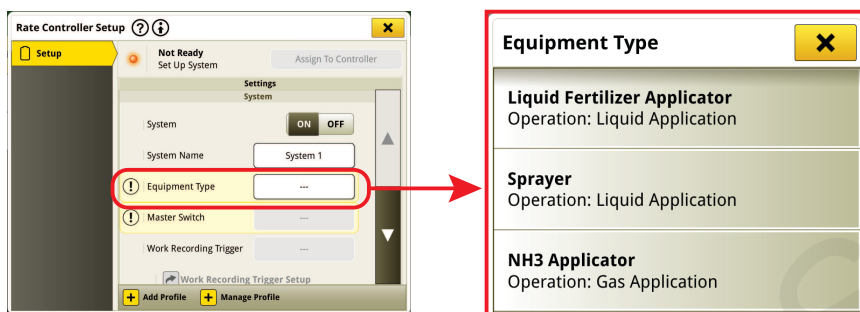 Rate Controller Setup
Setup
Not Ready
Set Up System
Assign To Controller
Settings
System
System
ON OFF
System Name
System 1
Equipment Type
---
Master Switch
---
Work Recording Trigger
---
Work Recording Trigger Setup
Add Profile
Manage Profile
Equipment Type
Liquid Fertilizer Applicator
Operation: Liquid Application
Sprayer
Operation: Liquid Application
NH3 Applicator
Operation: Gas Application